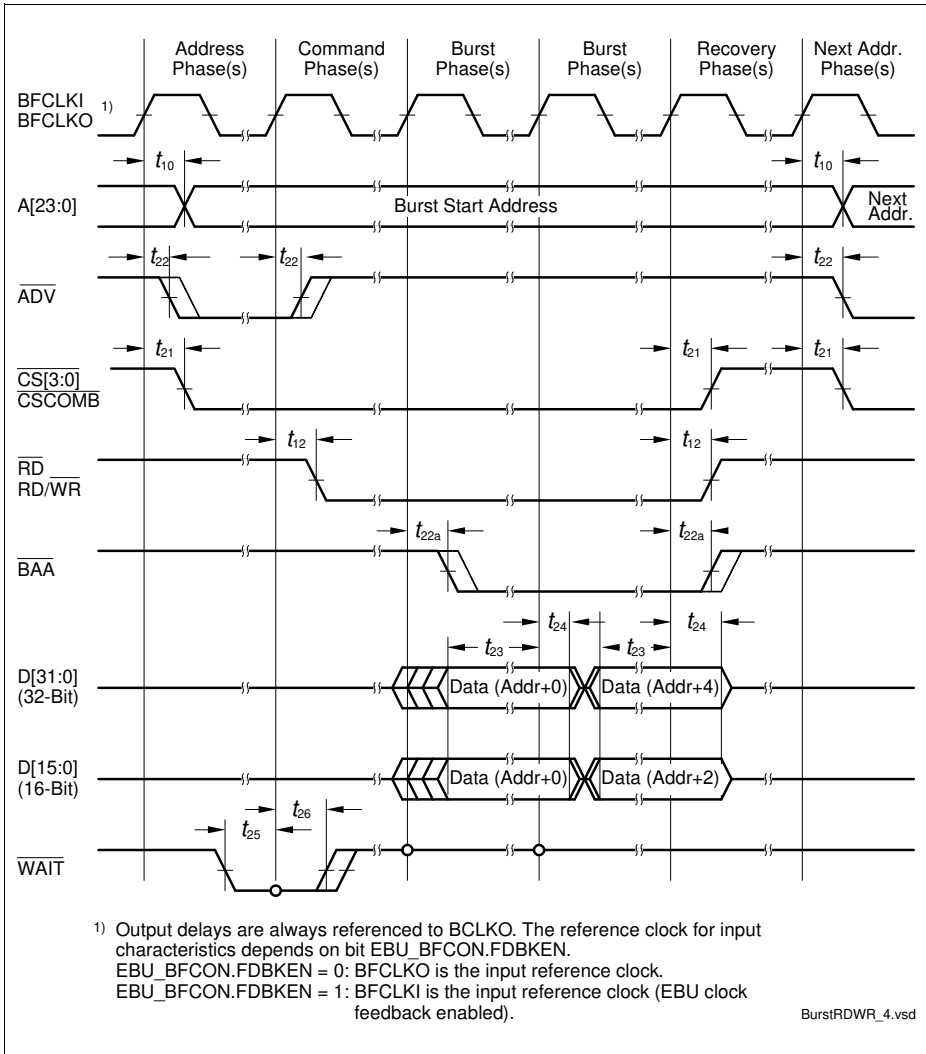 Address Phase(s) Command Phase(s) Burst Phase(s) Burst Phase(s) Recovery Phase(s) Next Addr. Phase(s)
BFCLKI
BFCLKO 1)
t10 t10
A[23:0] Burst Start Address Next Addr.
t22 t22 t22
ADV
t21 t21 t21
CS[3:0]
CSCOMB
t12 t12
RD
RD/WR
t22a t22a
BAA
t24 t24
t23 t23
D[31:0]
(32-Bit) Data (Addr+0) Data (Addr+4)
D[15:0]
(16-Bit) Data (Addr+0) Data (Addr+2)
t26
t25
WAIT
1) Output delays are always referenced to BCLKO. The reference clock for input
characteristics depends on bit EBU_BFCON.FDBKEN.
EBU_BFCON.FDBKEN = 0: BFCLKO is the input reference clock.
EBU_BFCON.FDBKEN = 1: BFCLKI is the input reference clock (EBU clock
feedback enabled).
BurstRDWR_4.vsd